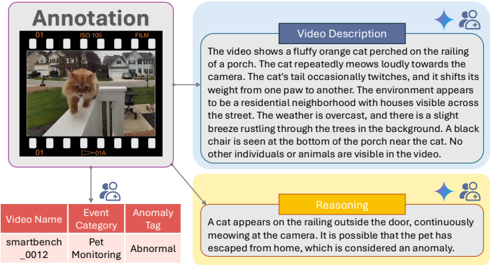 Annotation
ISO 100
FILM
01
01
▷—01A
Video Name
Event
Category
Anomaly
Tag
smartbench
_0012
Pet
Monitoring
Abnormal
Video Description
The video shows a fluffy orange cat perched on the railing
of a porch. The cat repeatedly meows loudly towards the
camera. The cat's tail occasionally twitches, and it shifts its
weight from one paw to another. The environment appears
to be a residential neighborhood with houses visible across
the street. The weather is overcast, and there is a slight
breeze rustling through the trees in the background. A black
chair is seen at the bottom of the porch near the cat. No
other individuals or animals are visible in the video.
Reasoning
A cat appears on the railing outside the door, continuously
meowing at the camera. It is possible that the pet has
escaped from home, which is considered an anomaly.